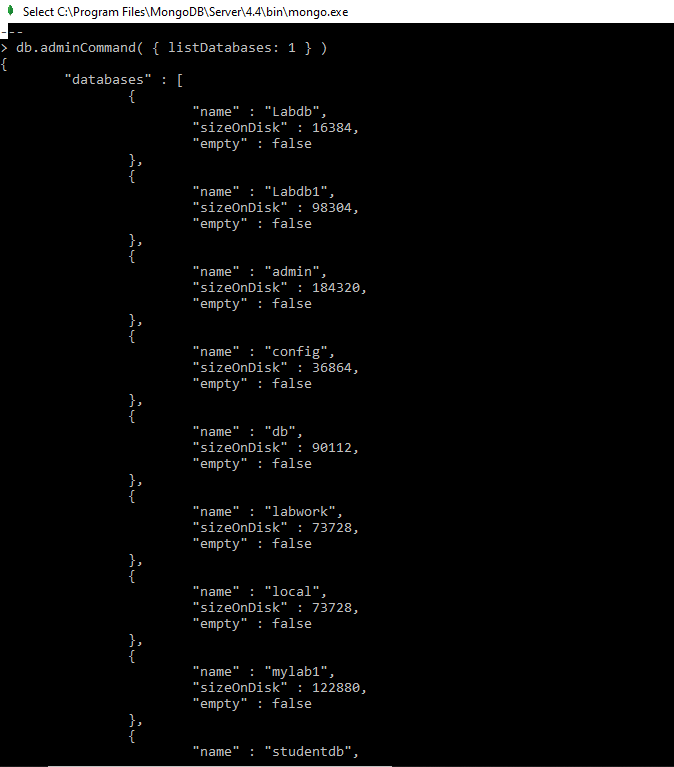 Select C:\Program Files\MongoDB\Server\4.4\bin\mongo.exe
---
> db.adminCommand( { listDatabases: 1 } )
{
        "databases" : [
                {
                        "name" : "Labdb",
                        "sizeOnDisk" : 16384,
                        "empty" : false
                },
                {
                        "name" : "Labdb1",
                        "sizeOnDisk" : 98304,
                        "empty" : false
                },
                {
                        "name" : "admin",
                        "sizeOnDisk" : 184320,
                        "empty" : false
                },
                {
                        "name" : "config",
                        "sizeOnDisk" : 36864,
                        "empty" : false
                },
                {
                        "name" : "db",
                        "sizeOnDisk" : 90112,
                        "empty" : false
                },
                {
                        "name" : "labwork",
                        "sizeOnDisk" : 73728,
                        "empty" : false
                },
                {
                        "name" : "local",
                        "sizeOnDisk" : 73728,
                        "empty" : false
                },
                {
                        "name" : "mylab1",
                        "sizeOnDisk" : 122880,
                        "empty" : false
                },
                {
                        "name" : "studentdb",